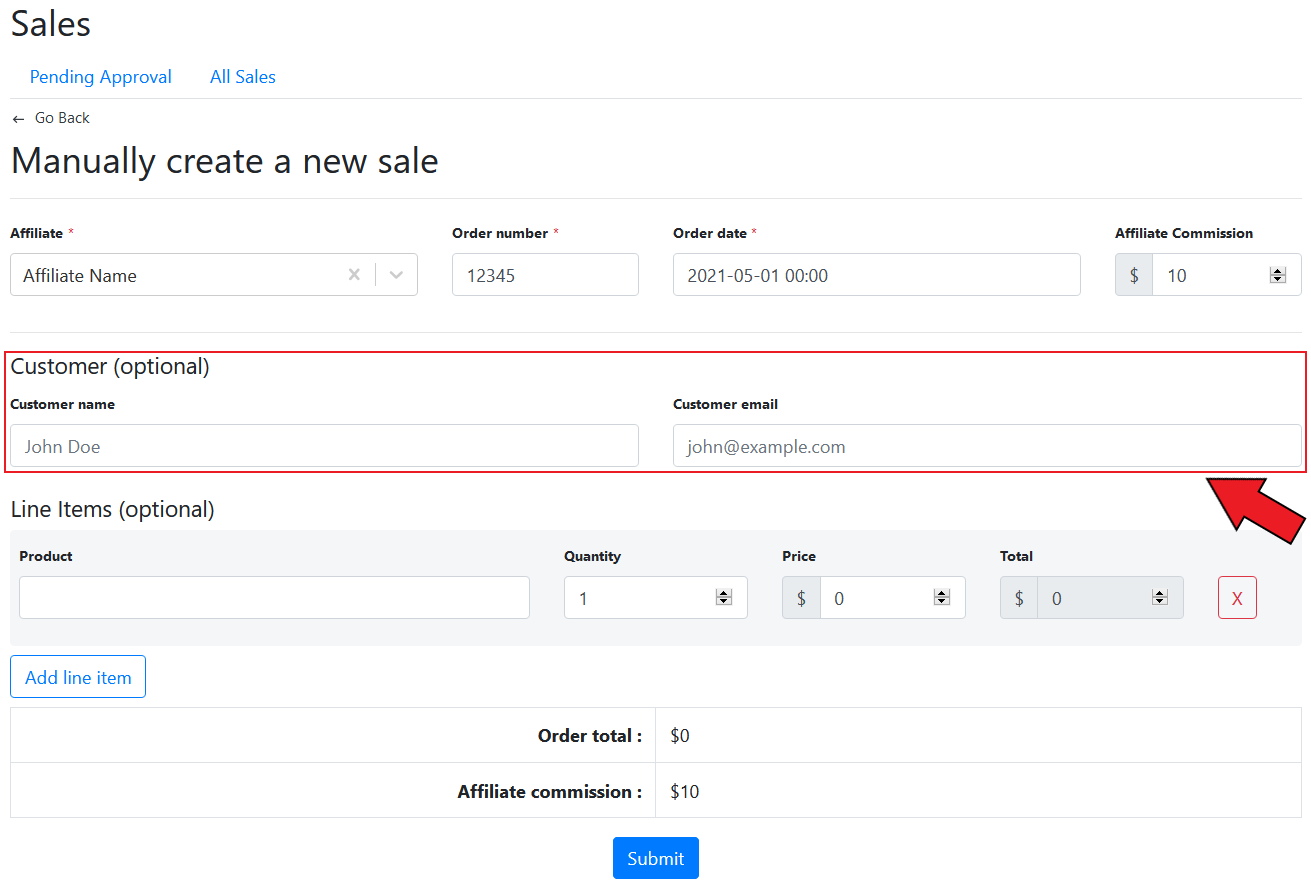 Sales
Pending Approval All Sales
← Go Back
Manually create a new sale
Affiliate * Order number * Order date * Affiliate Commission
Affiliate Name 12345 2021-05-01 00:00 $ 10
Customer (optional)
Customer name Customer email
John Doe john@example.com
Line Items (optional)
Product Quantity Price Total
1 $ 0 $ 0 X
Add line item
Order total : $0
Affiliate commission : $10
Submit